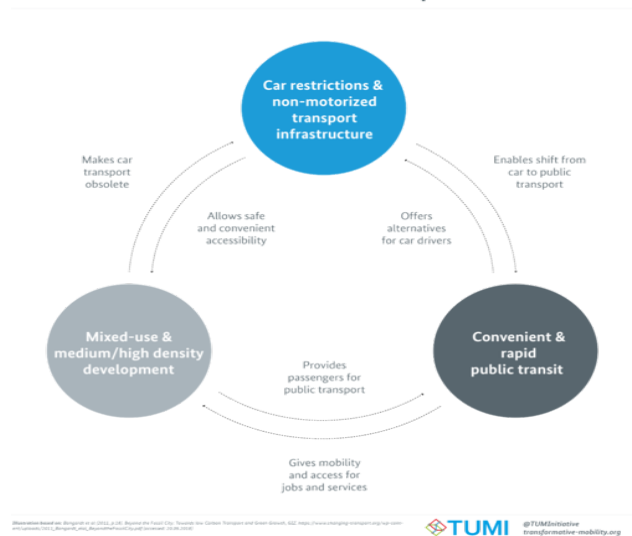 Car restrictions &
non-motorized
transport
infrastructure
Makes car
transport
obsolete
Enables shift from
car to public
transport
Allows safe
and convenient
accessibility
Offers
alternatives
for car drivers
Mixed-use &
medium/high density
development
Convenient &
rapid
public transit
Provides
passengers for
public transport
Gives mobility
and access for
jobs and services
TUMI
@TUMInitiative
transformative-mobility.org